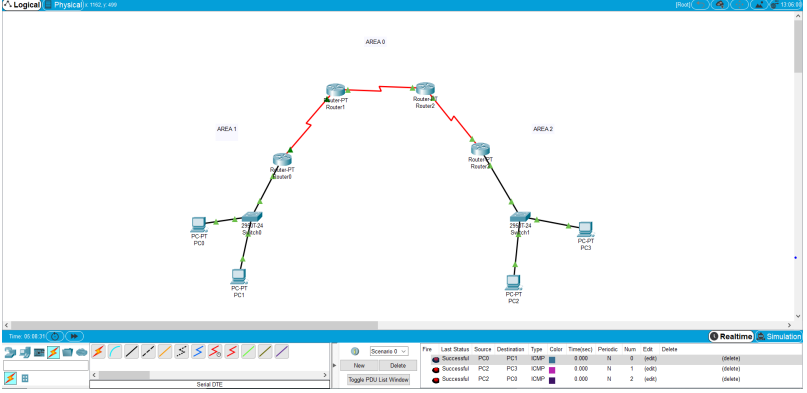 Logical Physical x: 1162, y: 499 [Root] 13:06:00
AREA 0
Router-PT
Router1
Router-PT
Router2
AREA 1
AREA 2
Router-PT
Router0
Router-PT
2950T-24
Switch0
2950T-24
Switch1
PC-PT
PC0
PC-PT
PC3
PC-PT
PC1
PC-PT
PC2
Time: 05:08:31
Realtime Simulation
Scenario 0
New Delete
Toggle PDU List Window
Serial DTE
Fire Last Status Source Destination Type Color Time(sec) Periodic Num Edit Delete
Successful PC0 PC1 ICMP 0.000 N 0 (edit) (delete)
Successful PC2 PC3 ICMP 0.000 N 1 (edit) (delete)
Successful PC2 PC0 ICMP 0.000 N 2 (edit) (delete)